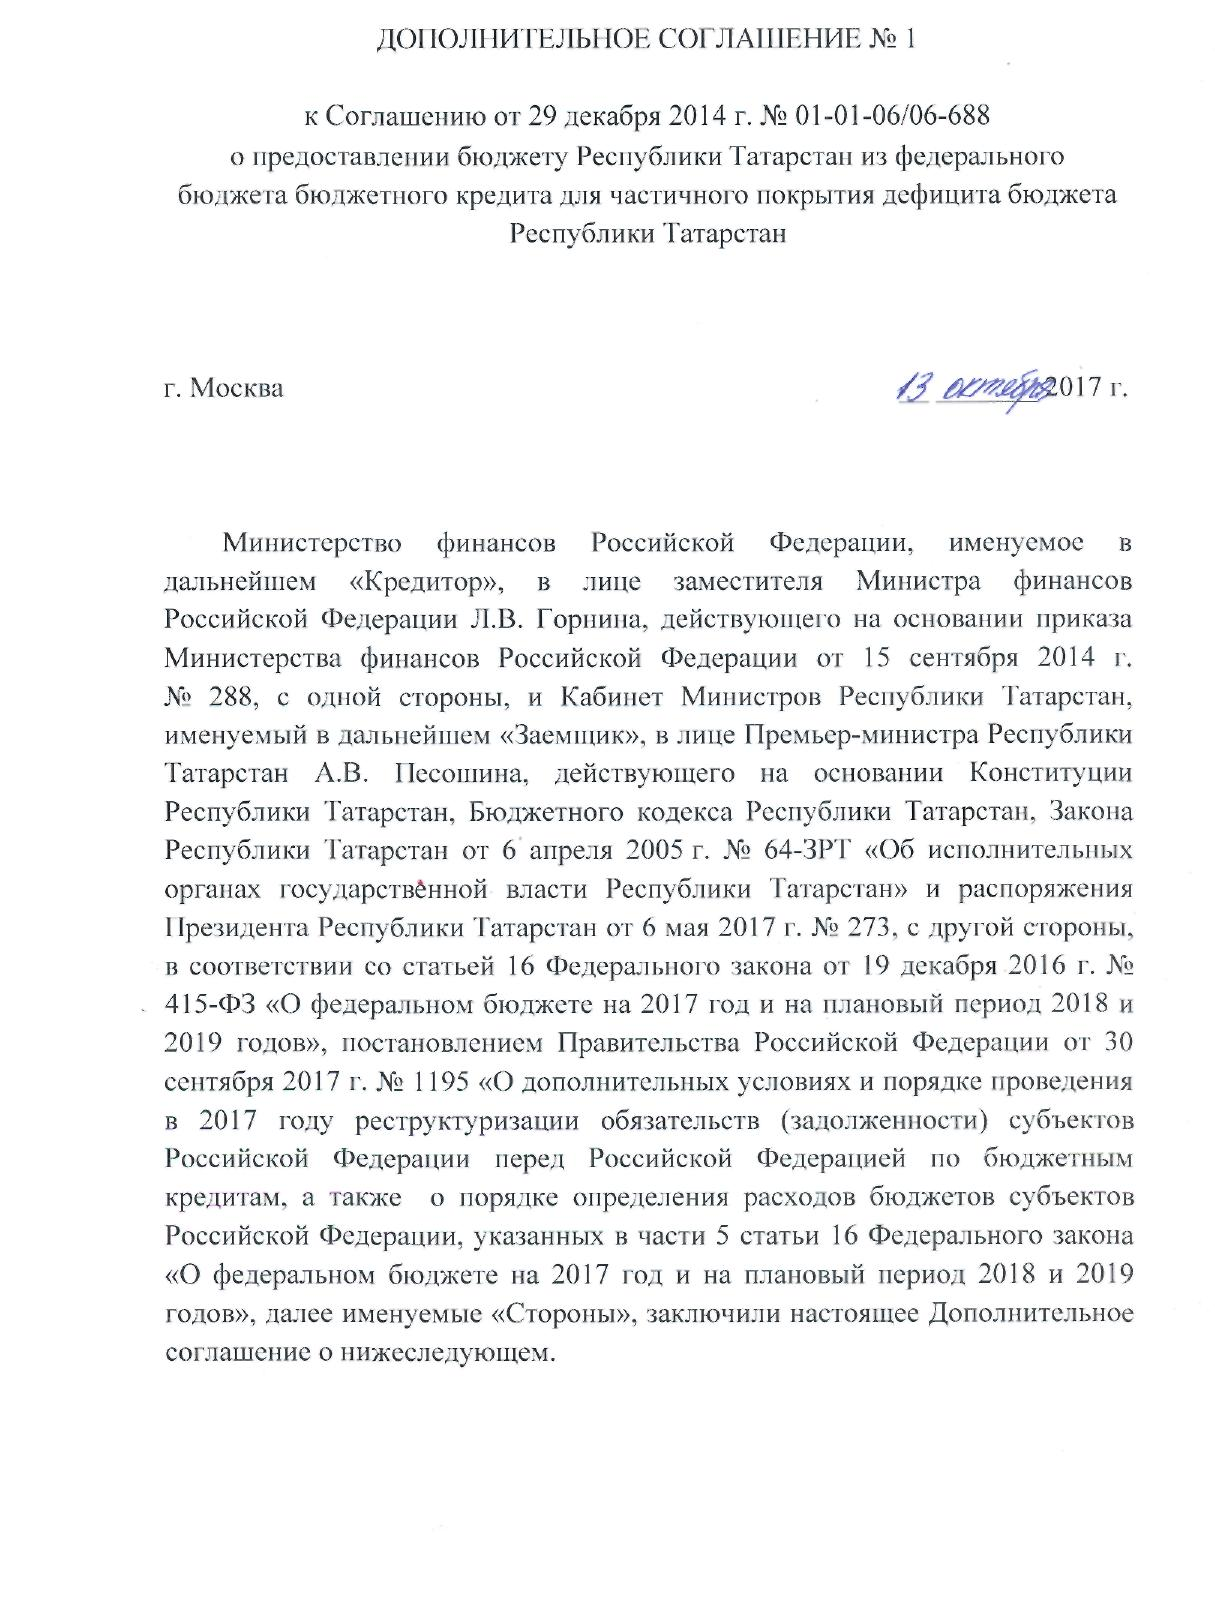 ДОПОЛНИТЕЛЬНОЕ СОГЛАШЕНИЕ № 1
к Соглашению от 29 декабря 2014 г. № 01-01-06/06-688
о предоставлении бюджету Республики Татарстан из федерального
бюджета бюджетного кредита для частичного покрытия дефицита бюджета
Республики Татарстан
г. Москва 13 октября 2017 г.
Министерство финансов Российской Федерации, именуемое в
дальнейшем «Кредитор», в лице заместителя Министра финансов
Российской Федерации Л.В. Горнина, действующего на основании приказа
Министерства финансов Российской Федерации от 15 сентября 2014 г.
№ 288, с одной стороны, и Кабинет Министров Республики Татарстан,
именуемый в дальнейшем «Заемщик», в лице Премьер-министра Республики
Татарстан А.В. Песошина, действующего на основании Конституции
Республики Татарстан, Бюджетного кодекса Республики Татарстан, Закона
Республики Татарстан от 6 апреля 2005 г. № 64-ЗРТ «Об исполнительных
органах государственной власти Республики Татарстан» и распоряжения
Президента Республики Татарстан от 6 мая 2017 г. № 273, с другой стороны,
в соответствии со статьей 16 Федерального закона от 19 декабря 2016 г. №
415-ФЗ «О федеральном бюджете на 2017 год и на плановый период 2018 и
2019 годов», постановлением Правительства Российской Федерации от 30
сентября 2017 г. № 1195 «О дополнительных условиях и порядке проведения
в 2017 году реструктуризации обязательств (задолженности) субъектов
Российской Федерации перед Российской Федерацией по бюджетным
кредитам, а также о порядке определения расходов бюджетов субъектов
Российской Федерации, указанных в части 5 статьи 16 Федерального закона
«О федеральном бюджете на 2017 год и на плановый период 2018 и 2019
годов», далее именуемые «Стороны», заключили настоящее Дополнительное
соглашение о нижеследующем.